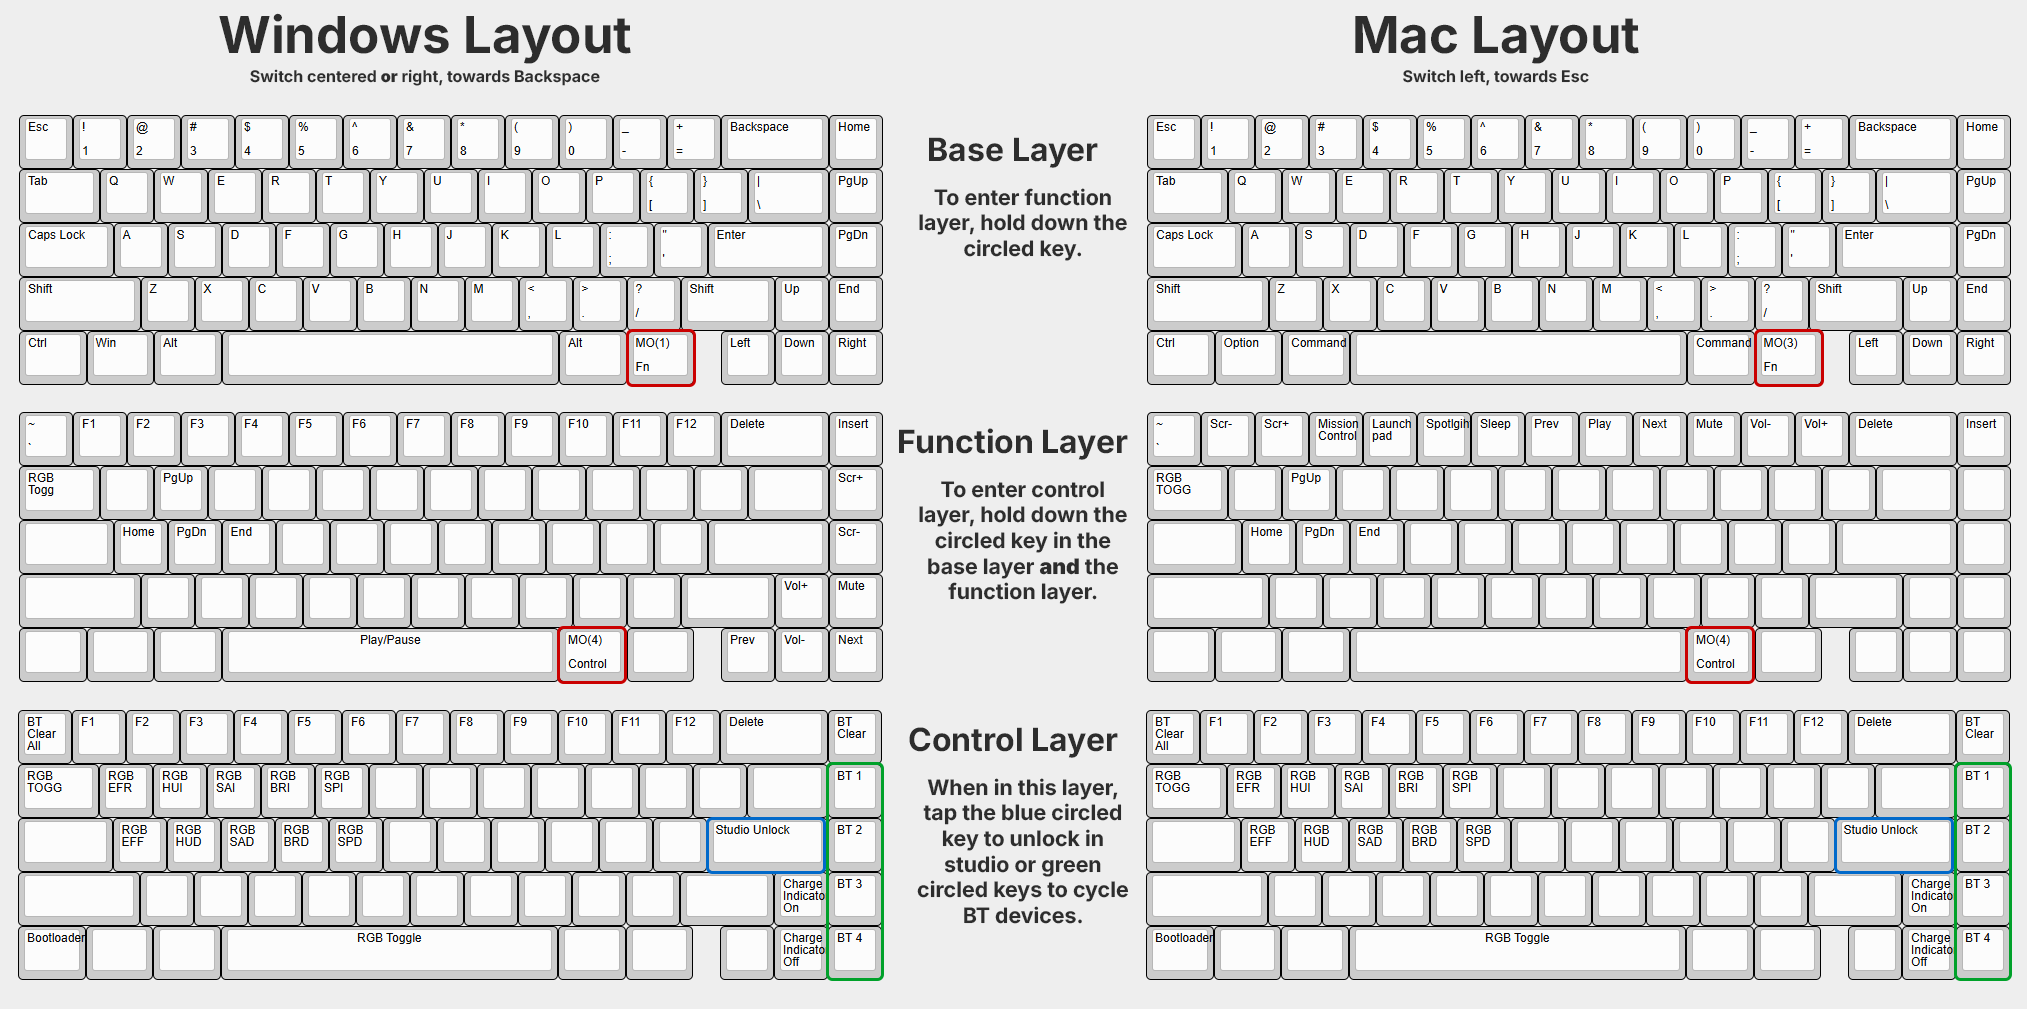 Windows Layout
Switch centered or right, towards Backspace
Mac Layout
Switch left, towards Esc
Esc ! @ # $ % ^ & * ( ) _ + Backspace Home
1 2 3 4 5 6 7 8 9 0 - =
Tab Q W E R T Y U I O P { } | PgUp
[ ] \
Caps Lock A S D F G H J K L : " Enter PgDn
; '
Shift Z X C V B N M < > ? Shift Up End
, . /
Ctrl Win Alt Alt MO(1) Left Down Right
Fn
Base Layer
To enter function
layer, hold down the
circled key.
Esc ! @ # $ % ^ & * ( ) _ + Backspace Home
1 2 3 4 5 6 7 8 9 0 - =
Tab Q W E R T Y U I O P { } | PgUp
[ ] \
Caps Lock A S D F G H J K L : " Enter PgDn
; '
Shift Z X C V B N M < > ? Shift Up End
, . /
Ctrl Option Command Command MO(3) Left Down Right
Fn
~ F1 F2 F3 F4 F5 F6 F7 F8 F9 F10 F11 F12 Delete Insert
`
RGB PgUp Scr+
Togg
Home PgDn End Scr-
Vol+ Mute
Play/Pause MO(4) Prev Vol- Next
Control
Function Layer
To enter control
layer, hold down the
circled key in the
base layer and the
function layer.
~ Scr- Scr+ Mission Launch Spotlgih Sleep Prev Play Next Mute Vol- Vol+ Delete Insert
` Control pad
RGB PgUp
TOGG
Home PgDn End
MO(4)
Control
BT F1 F2 F3 F4 F5 F6 F7 F8 F9 F10 F11 F12 Delete BT
Clear Clear
All
RGB RGB RGB RGB RGB RGB BT 1
TOGG EFR HUI SAI BRI SPI
RGB RGB RGB RGB RGB Studio Unlock BT 2
EFF HUD SAD BRD SPD
Charge BT 3
Indicato
On
Bootloader RGB Toggle Charge BT 4
Indicato
Off
Control Layer
When in this layer,
tap the blue circled
key to unlock in
studio or green
circled keys to cycle
BT devices.
BT F1 F2 F3 F4 F5 F6 F7 F8 F9 F10 F11 F12 Delete BT
Clear Clear
All
RGB RGB RGB RGB RGB RGB BT 1
TOGG EFR HUI SAI BRI SPI
RGB RGB RGB RGB RGB Studio Unlock BT 2
EFF HUD SAD BRD SPD
Charge BT 3
Indicato
On
Bootloader RGB Toggle Charge BT 4
Indicato
Off